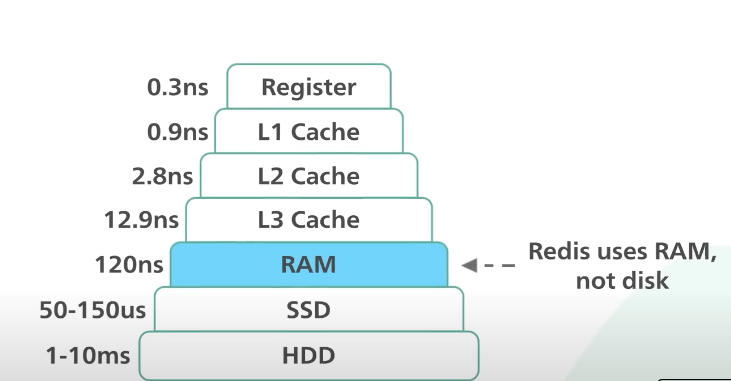 0.3ns Register
0.9ns L1 Cache
2.8ns L2 Cache
12.9ns L3 Cache
120ns RAM
Redis uses RAM,
not disk
50-150us SSD
1-10ms HDD